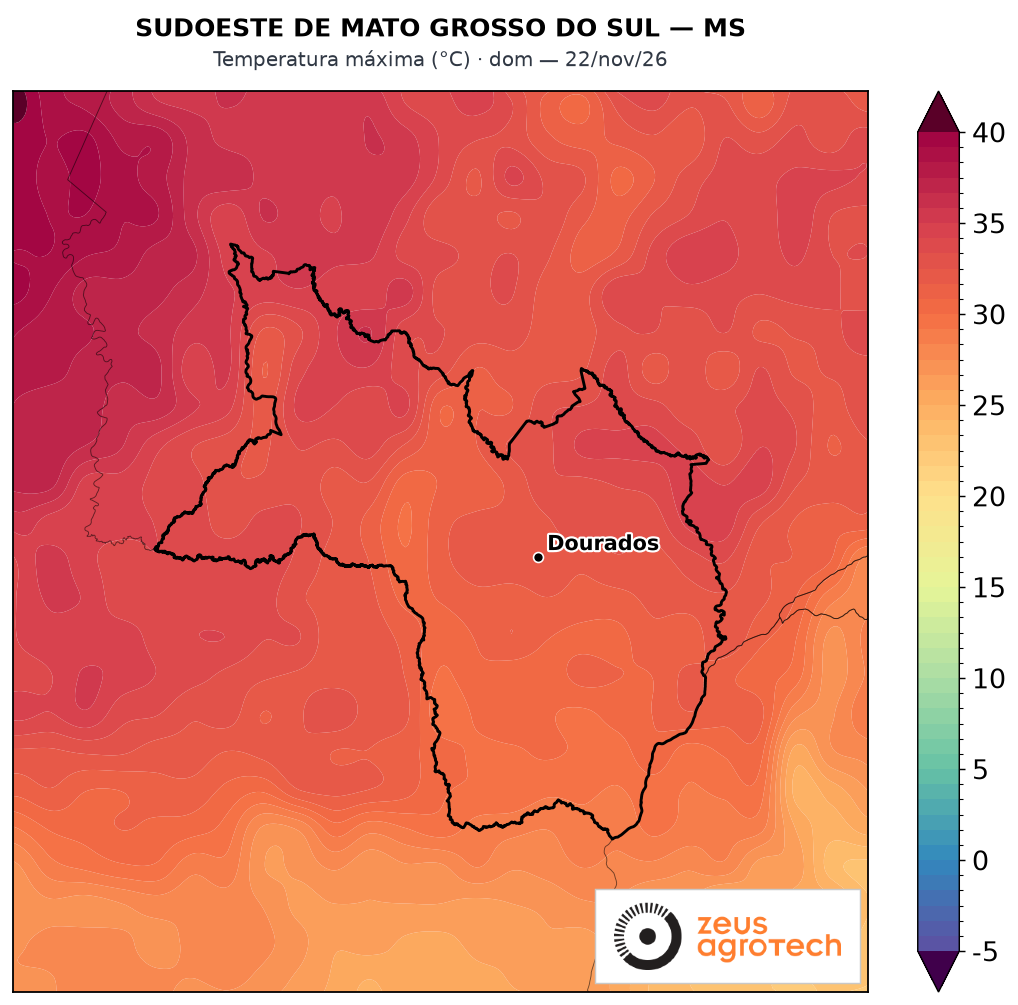 SUDOESTE DE MATO GROSSO DO SUL — MS
Temperatura máxima (°C) · dom — 22/nov/26
40
35
30
25
20
15
10
5
0
-5
Dourados
zeus
agrotech